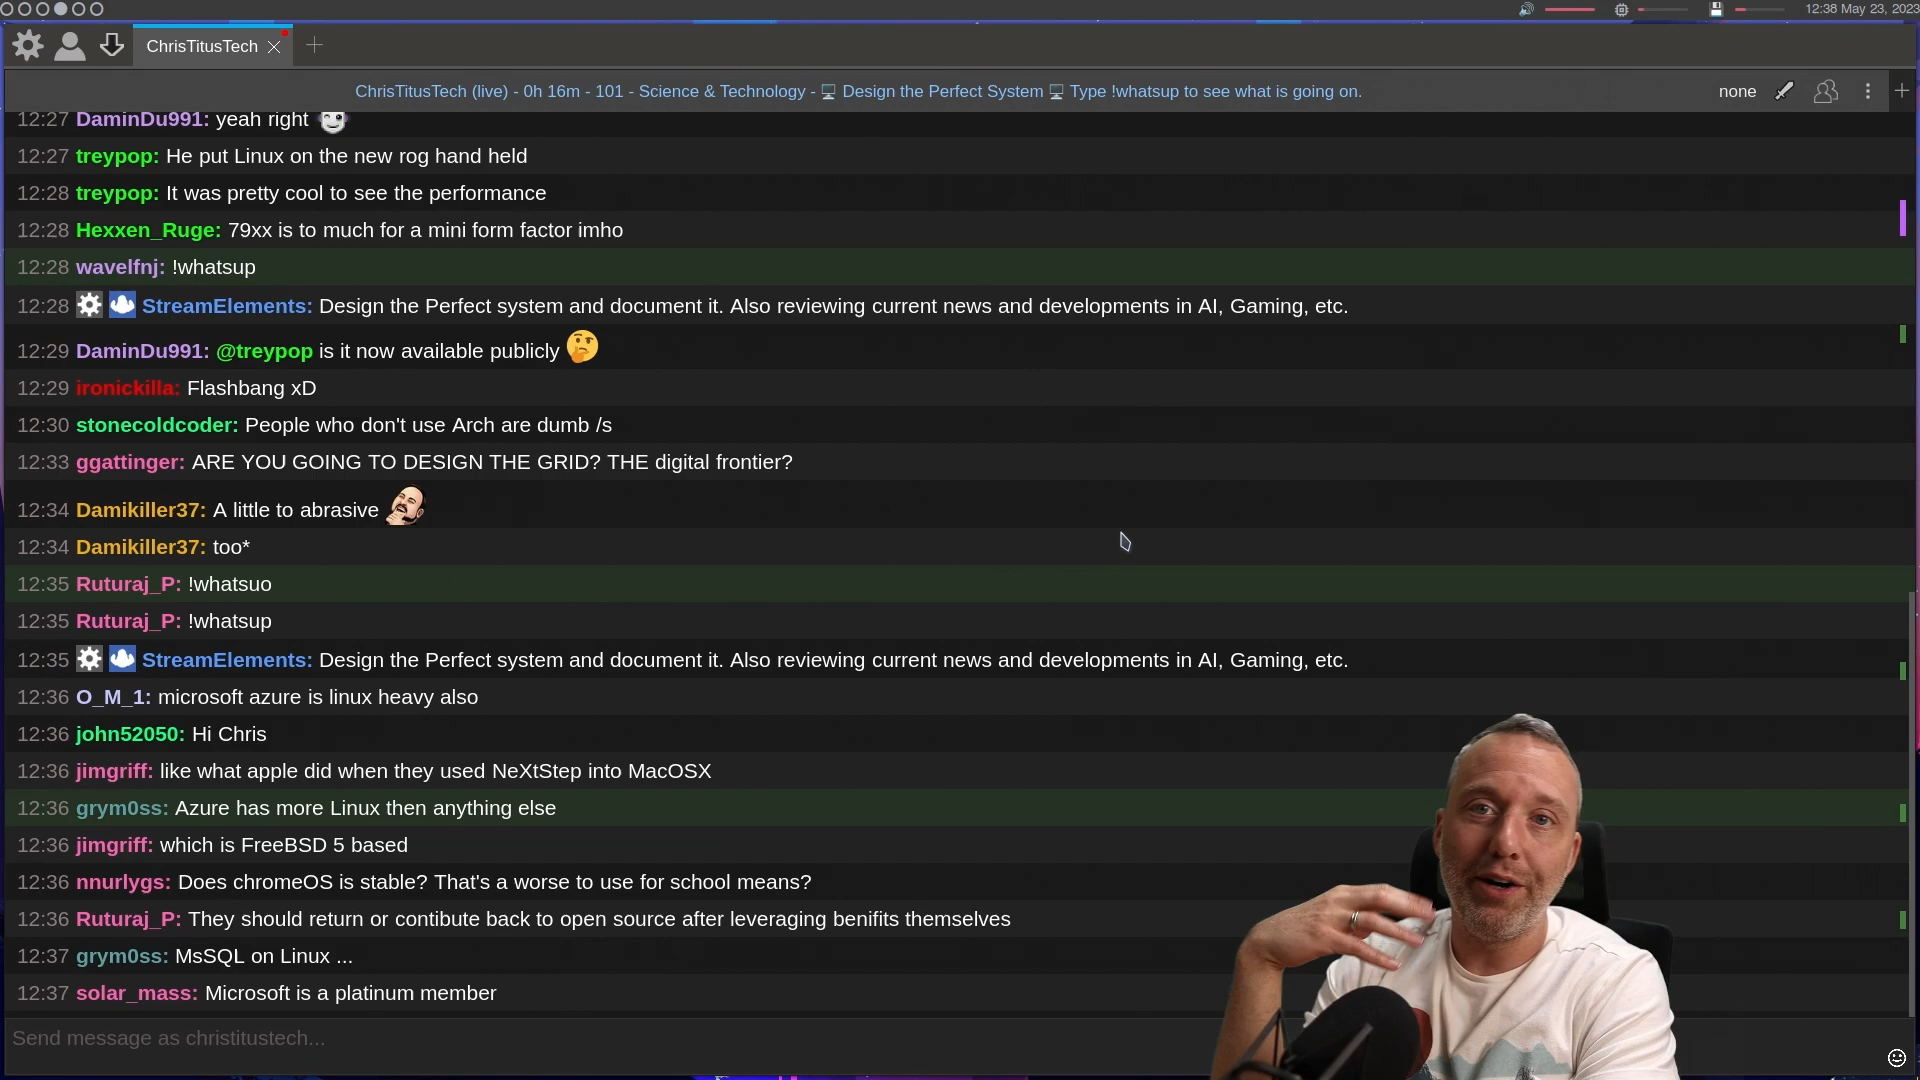 12:38 May 23, 2023
ChrisTitusTech
ChrisTitusTech (live) - 0h 16m - 101 - Science & Technology - 🖥️ Design the Perfect System 🖥️ Type !whatsup to see what is going on.
none
12:27 DaminDu991: yeah right
12:27 treypop: He put Linux on the new rog hand held
12:28 treypop: It was pretty cool to see the performance
12:28 Hexxen_Ruge: 79xx is to much for a mini form factor imho
12:28 wavelfnj: !whatsup
12:28 StreamElements: Design the Perfect system and document it. Also reviewing current news and developments in AI, Gaming, etc.
12:29 DaminDu991: @treypop is it now available publicly 🤔
12:29 ironickilla: Flashbang xD
12:30 stonecoldcoder: People who don't use Arch are dumb /s
12:33 ggattinger: ARE YOU GOING TO DESIGN THE GRID? THE digital frontier?
12:34 Damikiller37: A little to abrasive
12:34 Damikiller37: too*
12:35 Ruturaj_P: !whatsuo
12:35 Ruturaj_P: !whatsup
12:35 StreamElements: Design the Perfect system and document it. Also reviewing current news and developments in AI, Gaming, etc.
12:36 O_M_1: microsoft azure is linux heavy also
12:36 john52050: Hi Chris
12:36 jimgriff: like what apple did when they used NeXtStep into MacOSX
12:36 grym0ss: Azure has more Linux then anything else
12:36 jimgriff: which is FreeBSD 5 based
12:36 nnurlygs: Does chromeOS is stable? That's a worse to use for school means?
12:36 Ruturaj_P: They should return or contibute back to open source after leveraging benifits themselves
12:37 grym0ss: MsSQL on Linux ...
12:37 solar_mass: Microsoft is a platinum member
Send message as christitustech...